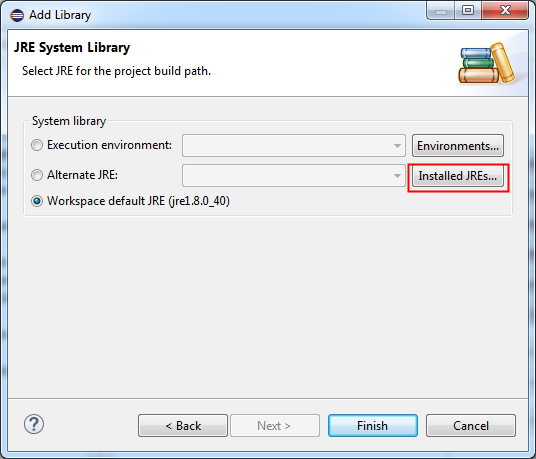 Add Library
JRE System Library
Select JRE for the project build path.
System library
Execution environment:
Environments...
Alternate JRE:
Installed JREs...
Workspace default JRE (jre1.8.0_40)
?
< Back
Next >
Finish
Cancel